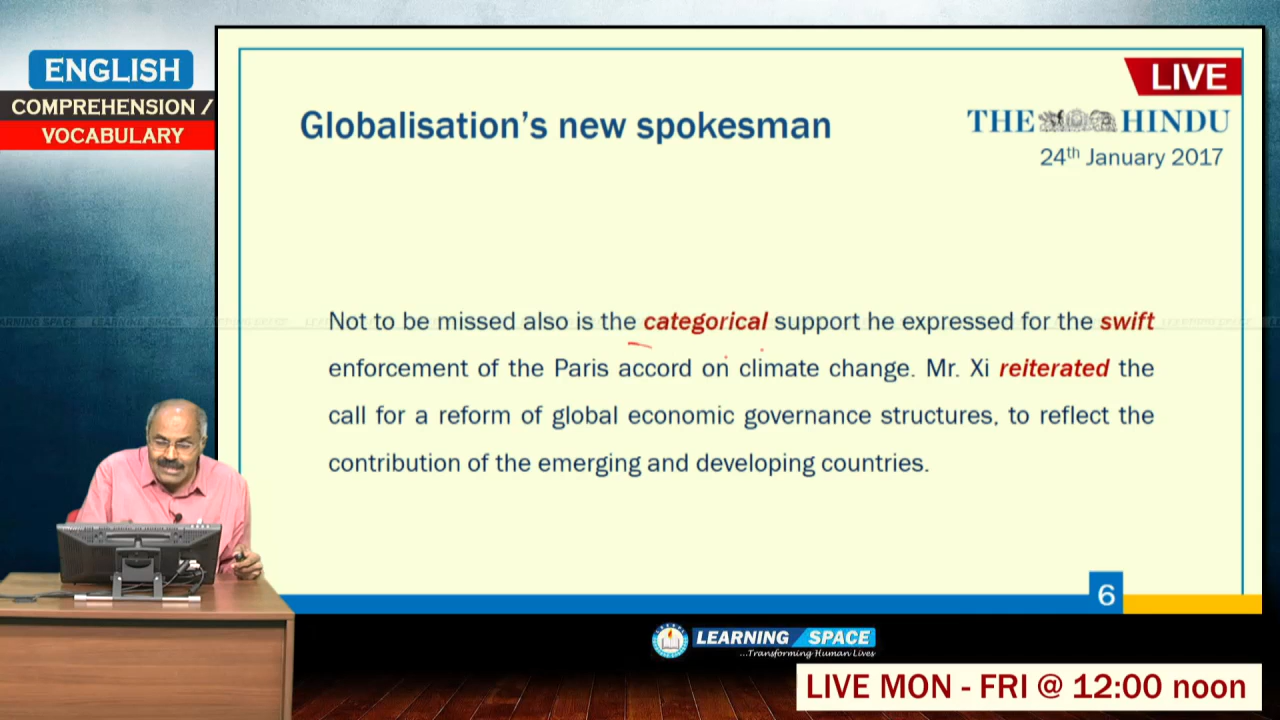 ENGLISH
COMPREHENSION /
VOCABULARY
LIVE
Globalisation's new spokesman
THE HINDU
24th January 2017
Not to be missed also is the categorical support he expressed for the swift
enforcement of the Paris accord on climate change. Mr. Xi reiterated the
call for a reform of global economic governance structures, to reflect the
contribution of the emerging and developing countries.
6
LEARNING SPACE
...Transforming Human Lives
LIVE MON - FRI @ 12:00 noon